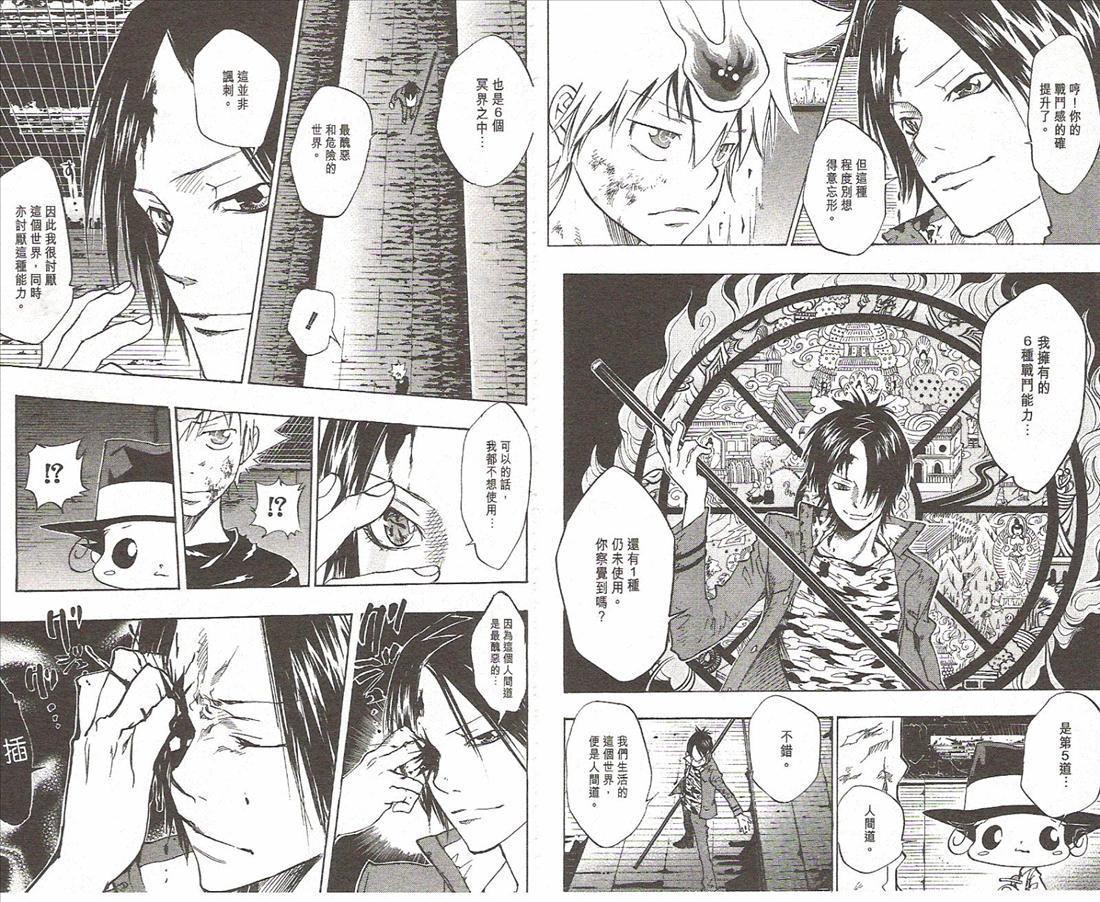 哼！你的
戰鬥感的確
提升了。
但這種
程度別想
得意忘形。
我擁有的
6種戰鬥能力…
還有1種
仍未使用。
你察覺到嗎？
是第5道…
人間道。
不錯。
我們生活的
這個世界，
便是人間道。
也是6個
冥界之中…
最醜惡
和危險的
世界。
!!
這並非
諷刺。
因此我很討厭
這個世界，同時
亦討厭這種能力。
可以的話，
我都不想使用…
!?
!?
因為這個人間道
是最醜惡的…
插